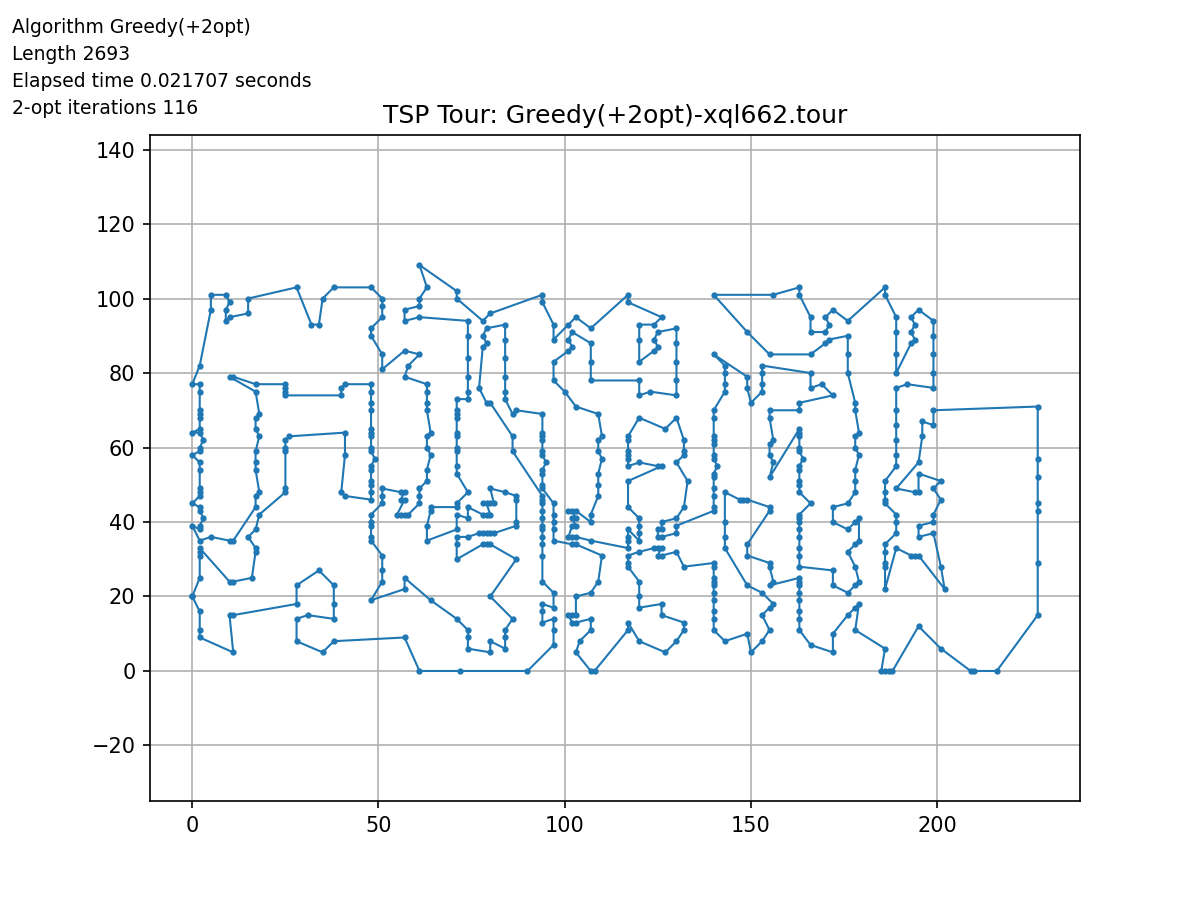 Algorithm Greedy(+2opt)
Length 2693
Elapsed time 0.021707 seconds
2-opt iterations 116
TSP Tour: Greedy(+2opt)-xql662.tour
140
120
100
80
60
40
20
0
−20
0
50
100
150
200